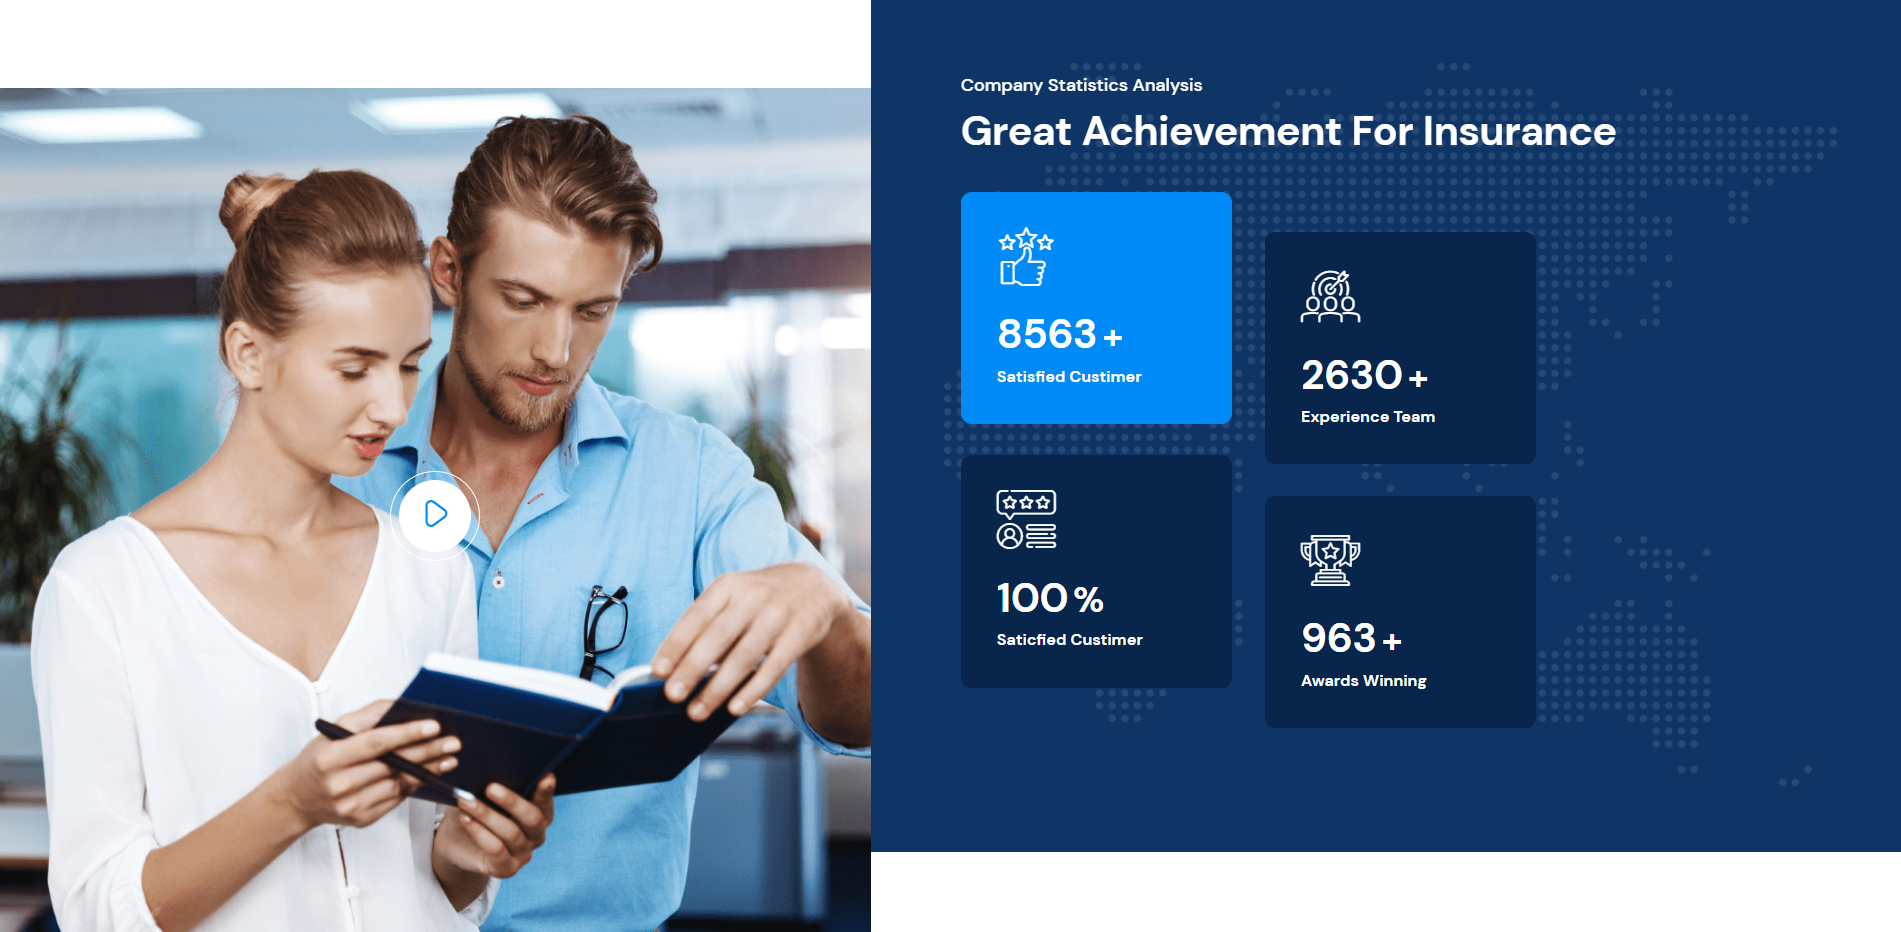 Company Statistics Analysis
Great Achievement For Insurance
8563 +
Satisfied Custimer
2630 +
Experience Team
100 %
Saticfied Custimer
963 +
Awards Winning